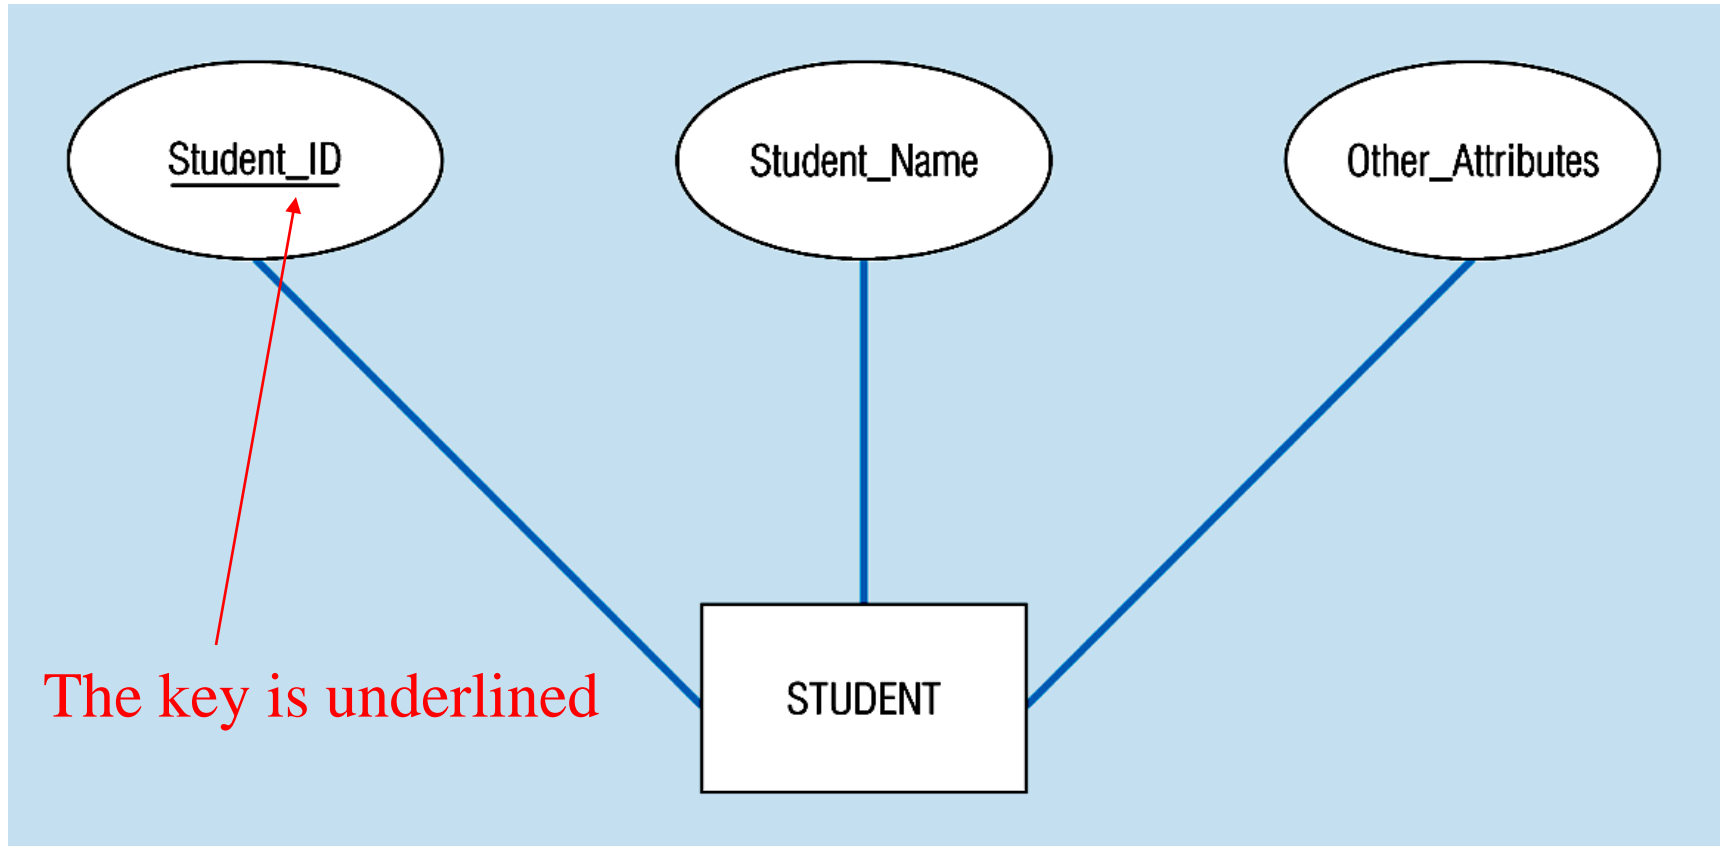 Student_ID
Student_Name
Other_Attributes
The key is underlined
STUDENT